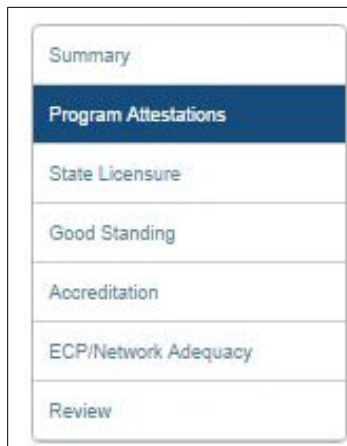 Summary
Program Attestations
State Licensure
Good Standing
Accreditation
ECP/Network Adequacy
Review